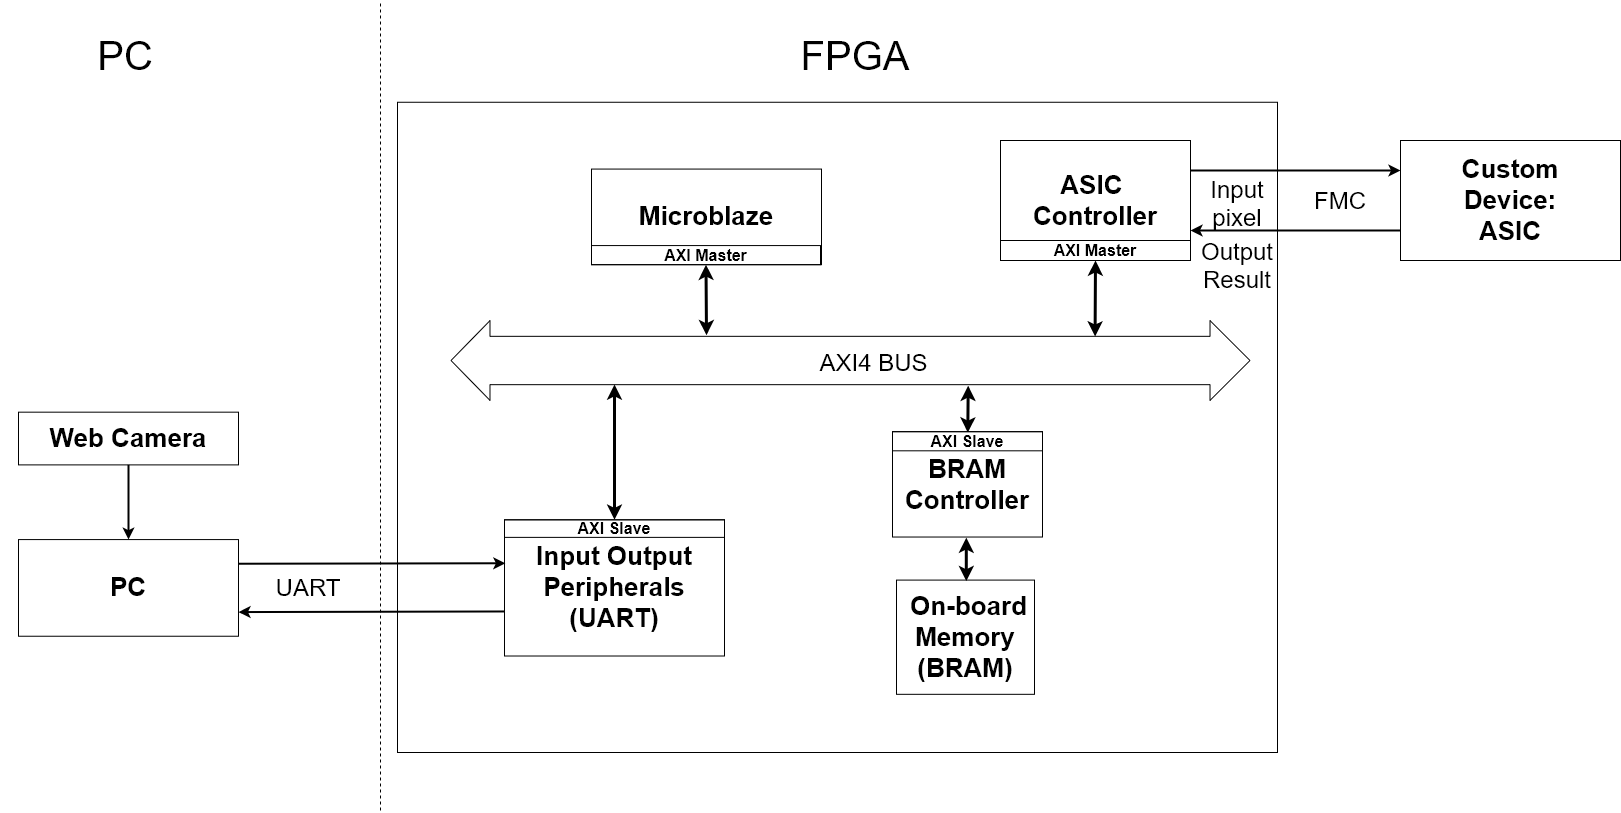 PC
FPGA
Microblaze
AXI Master
ASIC
Controller
AXI Master
Input
pixel
Output
Result
FMC
Custom
Device:
ASIC
AXI4 BUS
Web Camera
PC
UART
AXI Slave
Input Output
Peripherals
(UART)
AXI Slave
BRAM
Controller
On-board
Memory
(BRAM)